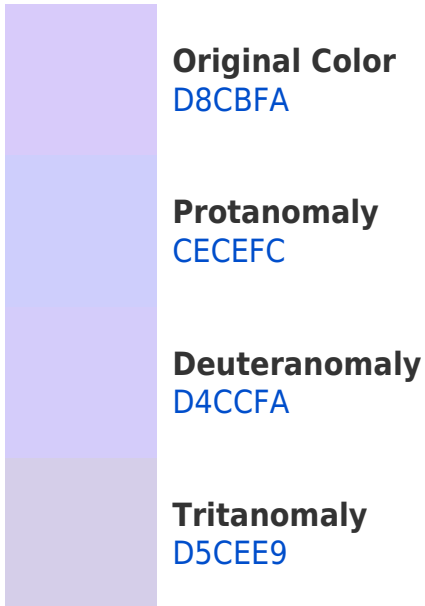 Original Color
D8CBFA
Protanomaly
CECEFC
Deuteranomaly
D4CCFA
Tritanomaly
D5CEE9